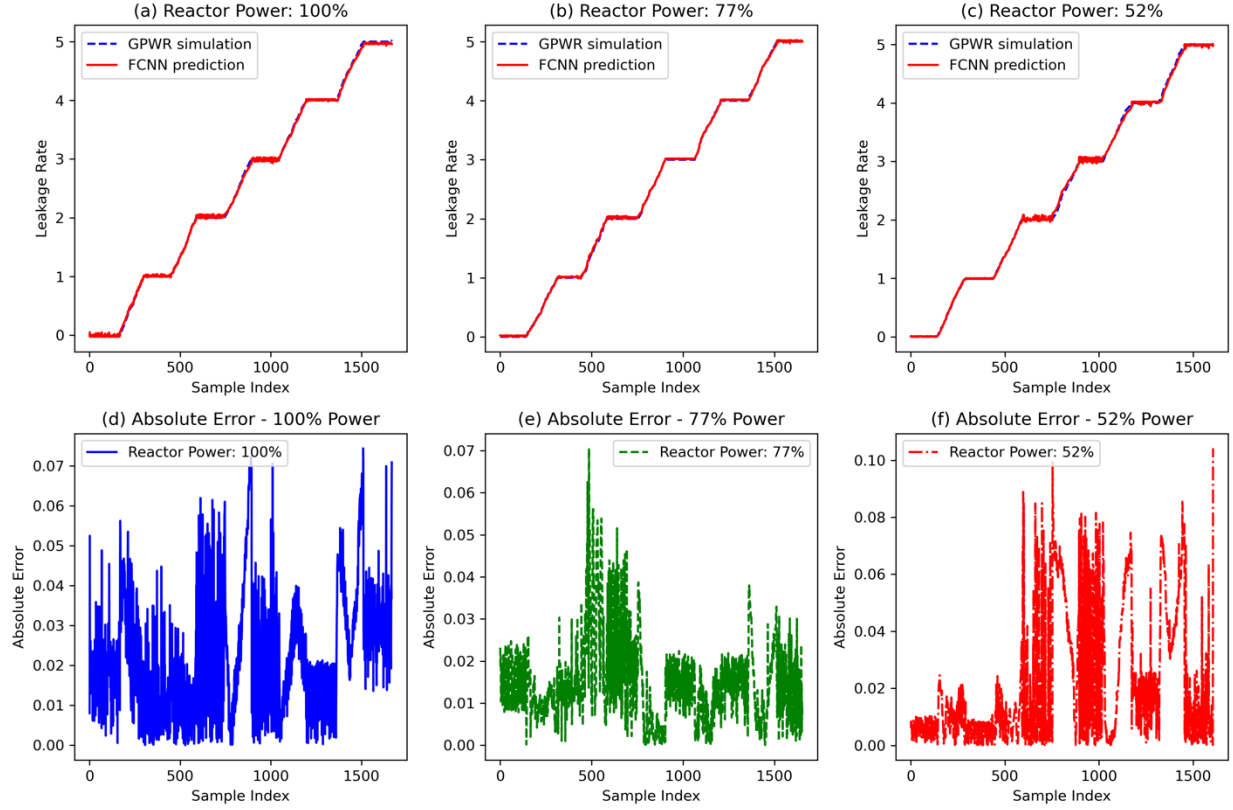 (a) Reactor Power: 100%
GPWR simulation
FCNN prediction
Leakage Rate
5
4
3
2
1
0
0
500
1000
1500
Sample Index
(b) Reactor Power: 77%
GPWR simulation
FCNN prediction
Leakage Rate
5
4
3
2
1
0
0
500
1000
1500
Sample Index
(c) Reactor Power: 52%
GPWR simulation
FCNN prediction
Leakage Rate
5
4
3
2
1
0
0
500
1000
1500
Sample Index
(d) Absolute Error - 100% Power
Reactor Power: 100%
Absolute Error
0.07
0.06
0.05
0.04
0.03
0.02
0.01
0.00
0
500
1000
1500
Sample Index
(e) Absolute Error - 77% Power
Reactor Power: 77%
Absolute Error
0.07
0.06
0.05
0.04
0.03
0.02
0.01
0.00
0
500
1000
1500
Sample Index
(f) Absolute Error - 52% Power
Reactor Power: 52%
Absolute Error
0.10
0.08
0.06
0.04
0.02
0.00
0
500
1000
1500
Sample Index